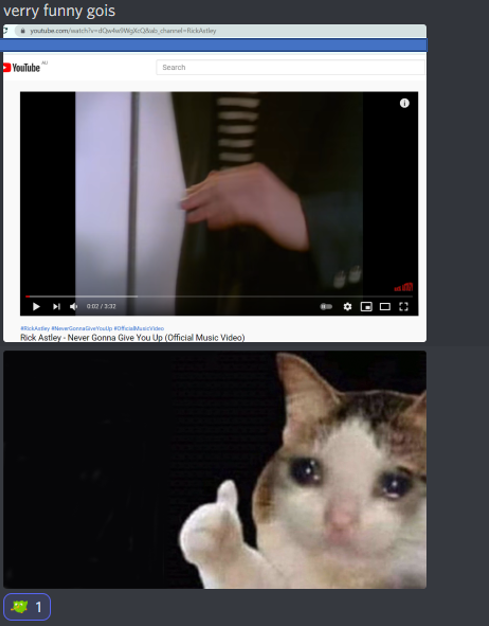 verry funny gois
youtube.com/watch?v=dQw4w9WgXcQ&ab_channel=RickAstley
YouTube AU
Search
0:02 / 3:32
#RickAstley #NeverGonnaGiveYouUp #OfficialMusicVideo
Rick Astley - Never Gonna Give You Up (Official Music Video)
1